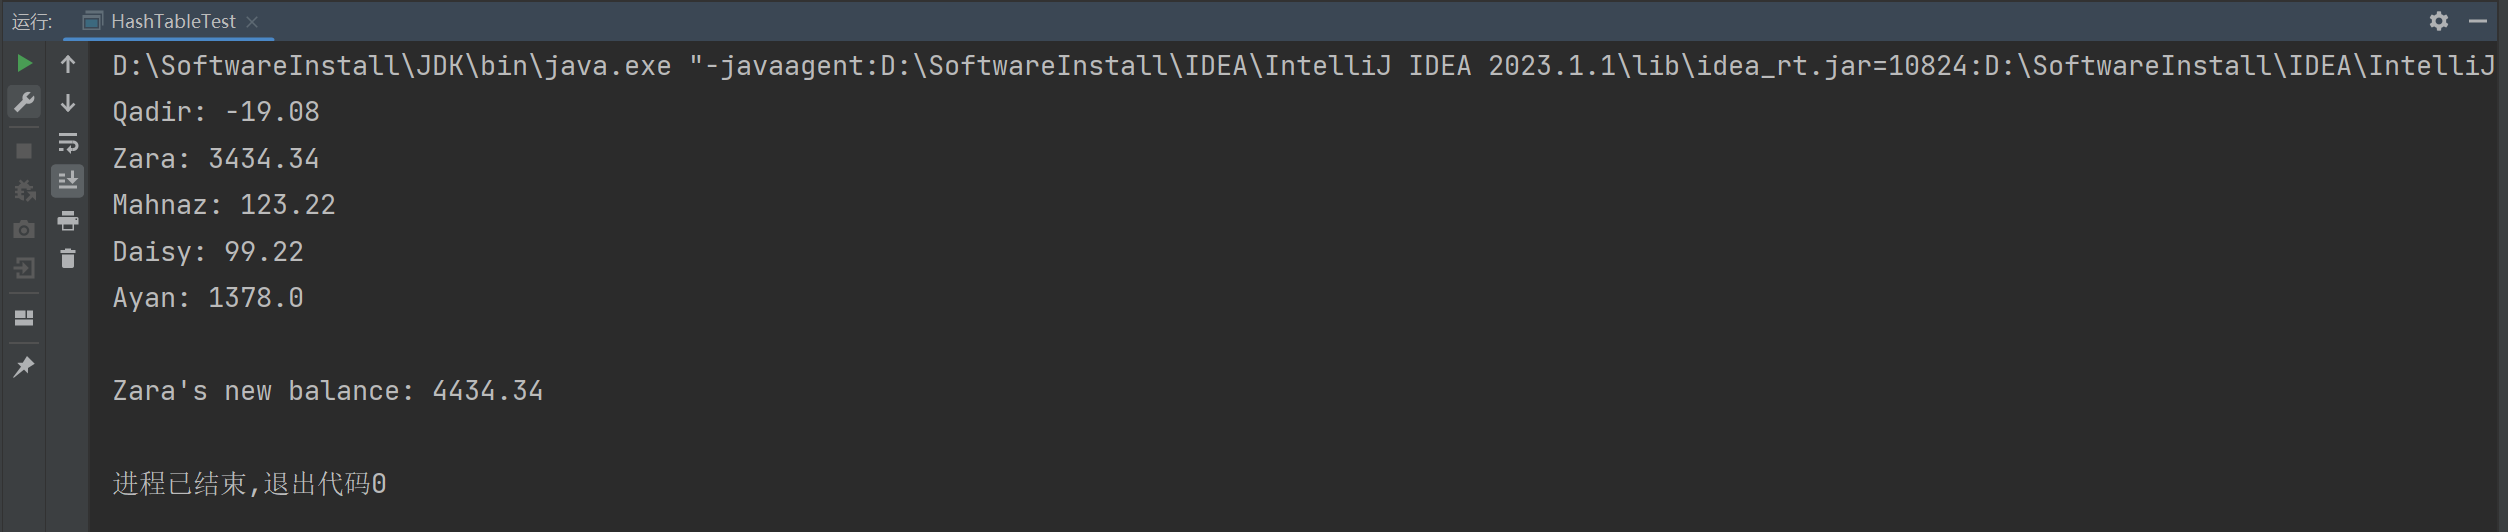 运行: HashTableTest
D:\SoftwareInstall\JDK\bin\java.exe "-javaagent:D:\SoftwareInstall\IDEA\IntelliJ IDEA 2023.1.1\lib\idea_rt.jar=10824:D:\SoftwareInstall\IDEA\IntelliJ
Qadir: -19.08
Zara: 3434.34
Mahnaz: 123.22
Daisy: 99.22
Ayan: 1378.0
Zara's new balance: 4434.34
进程已结束,退出代码0